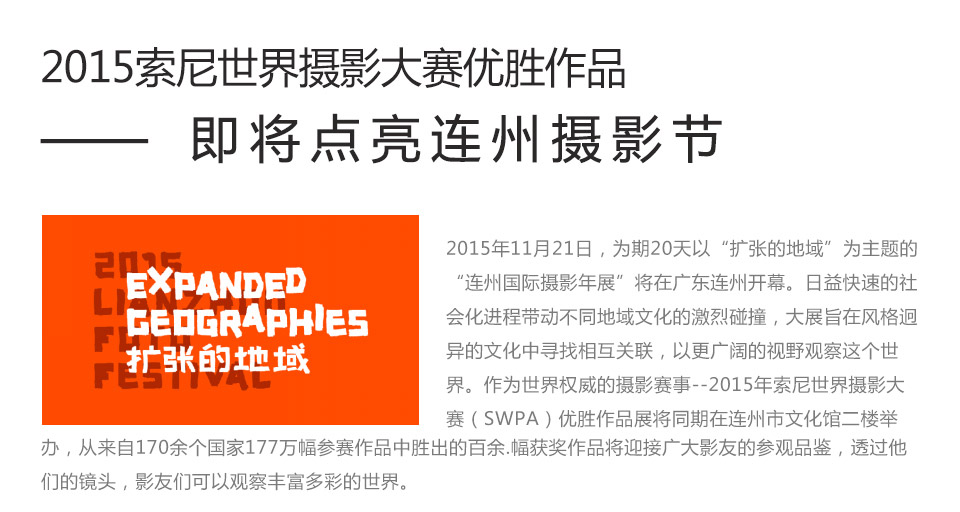 2015索尼世界摄影大赛优胜作品
—— 即将点亮连州摄影节
2015
LIANZHOU
FOTO
FESTIVAL
EXPANDED
GEOGRAPHIES
扩张的地域
2015年11月21日，为期20天以“扩张的地域”为主题的
“连州国际摄影年展”将在广东连州开幕。日益快速的社
会化进程带动不同地域文化的激烈碰撞，大展旨在风格迥
异的文化中寻找相互关联，以更广阔的视野观察这个世
界。作为世界权威的摄影赛事--2015年索尼世界摄影大
赛（SWPA）优胜作品展将同期在连州市文化馆二楼举
办，从来自170余个国家177万幅参赛作品中胜出的百余.幅获奖作品将迎接广大影友的参观品鉴，透过他
们的镜头，影友们可以观察丰富多彩的世界。